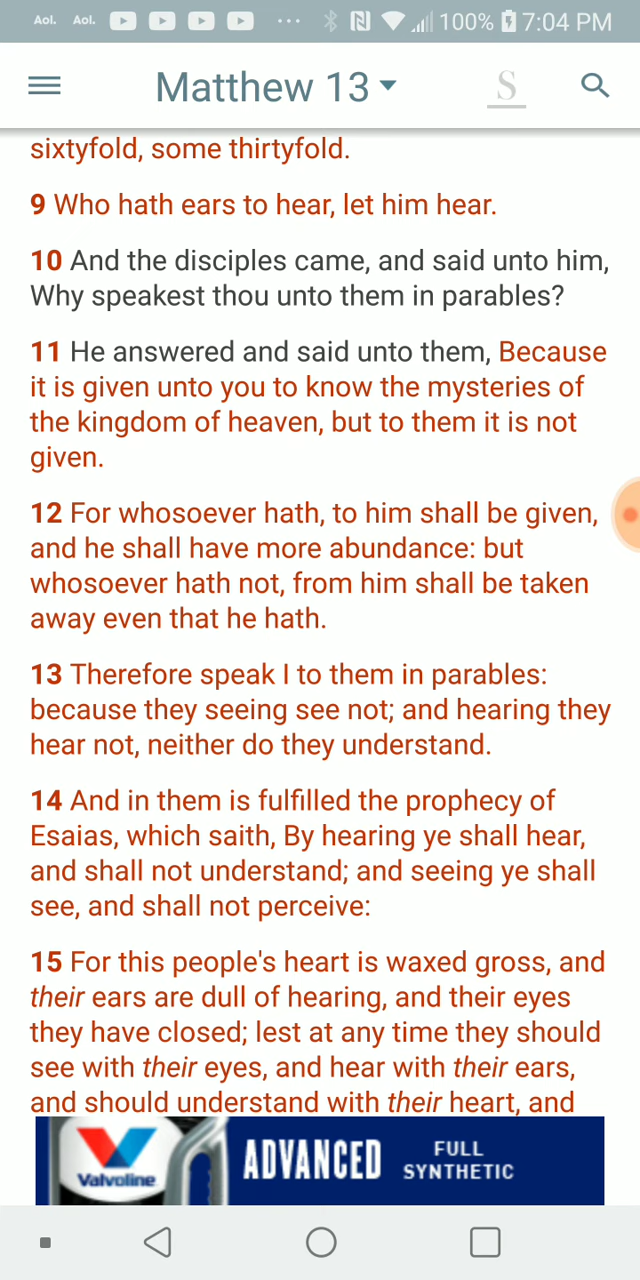 Aol. Aol. 100% 7:04 PM
Matthew 13 S
sixtyfold, some thirtyfold.
9 Who hath ears to hear, let him hear.
10 And the disciples came, and said unto him,
Why speakest thou unto them in parables?
11 He answered and said unto them, Because
it is given unto you to know the mysteries of
the kingdom of heaven, but to them it is not
given.
12 For whosoever hath, to him shall be given,
and he shall have more abundance: but
whosoever hath not, from him shall be taken
away even that he hath.
13 Therefore speak I to them in parables:
because they seeing see not; and hearing they
hear not, neither do they understand.
14 And in them is fulfilled the prophecy of
Esaias, which saith, By hearing ye shall hear,
and shall not understand; and seeing ye shall
see, and shall not perceive:
15 For this people's heart is waxed gross, and
their ears are dull of hearing, and their eyes
they have closed; lest at any time they should
see with their eyes, and hear with their ears,
and should understand with their heart, and
Valvoline
ADVANCED
FULL
SYNTHETIC